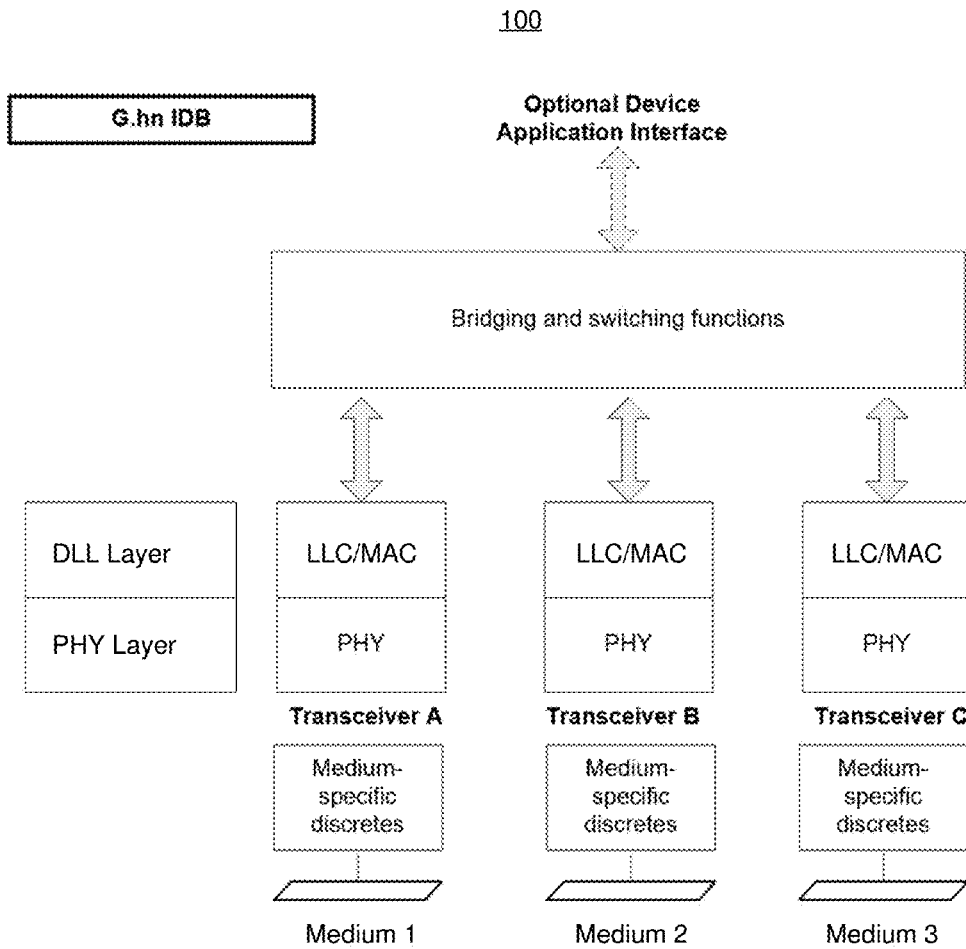 100
G.hn IDB
Optional Device
Application Interface
Bridging and switching functions
DLL Layer
LLC/MAC
LLC/MAC
LLC/MAC
PHY Layer
PHY
PHY
PHY
Transceiver A
Transceiver B
Transceiver C
Medium-
specific
discretes
Medium-
specific
discretes
Medium-
specific
discretes
Medium 1
Medium 2
Medium 3